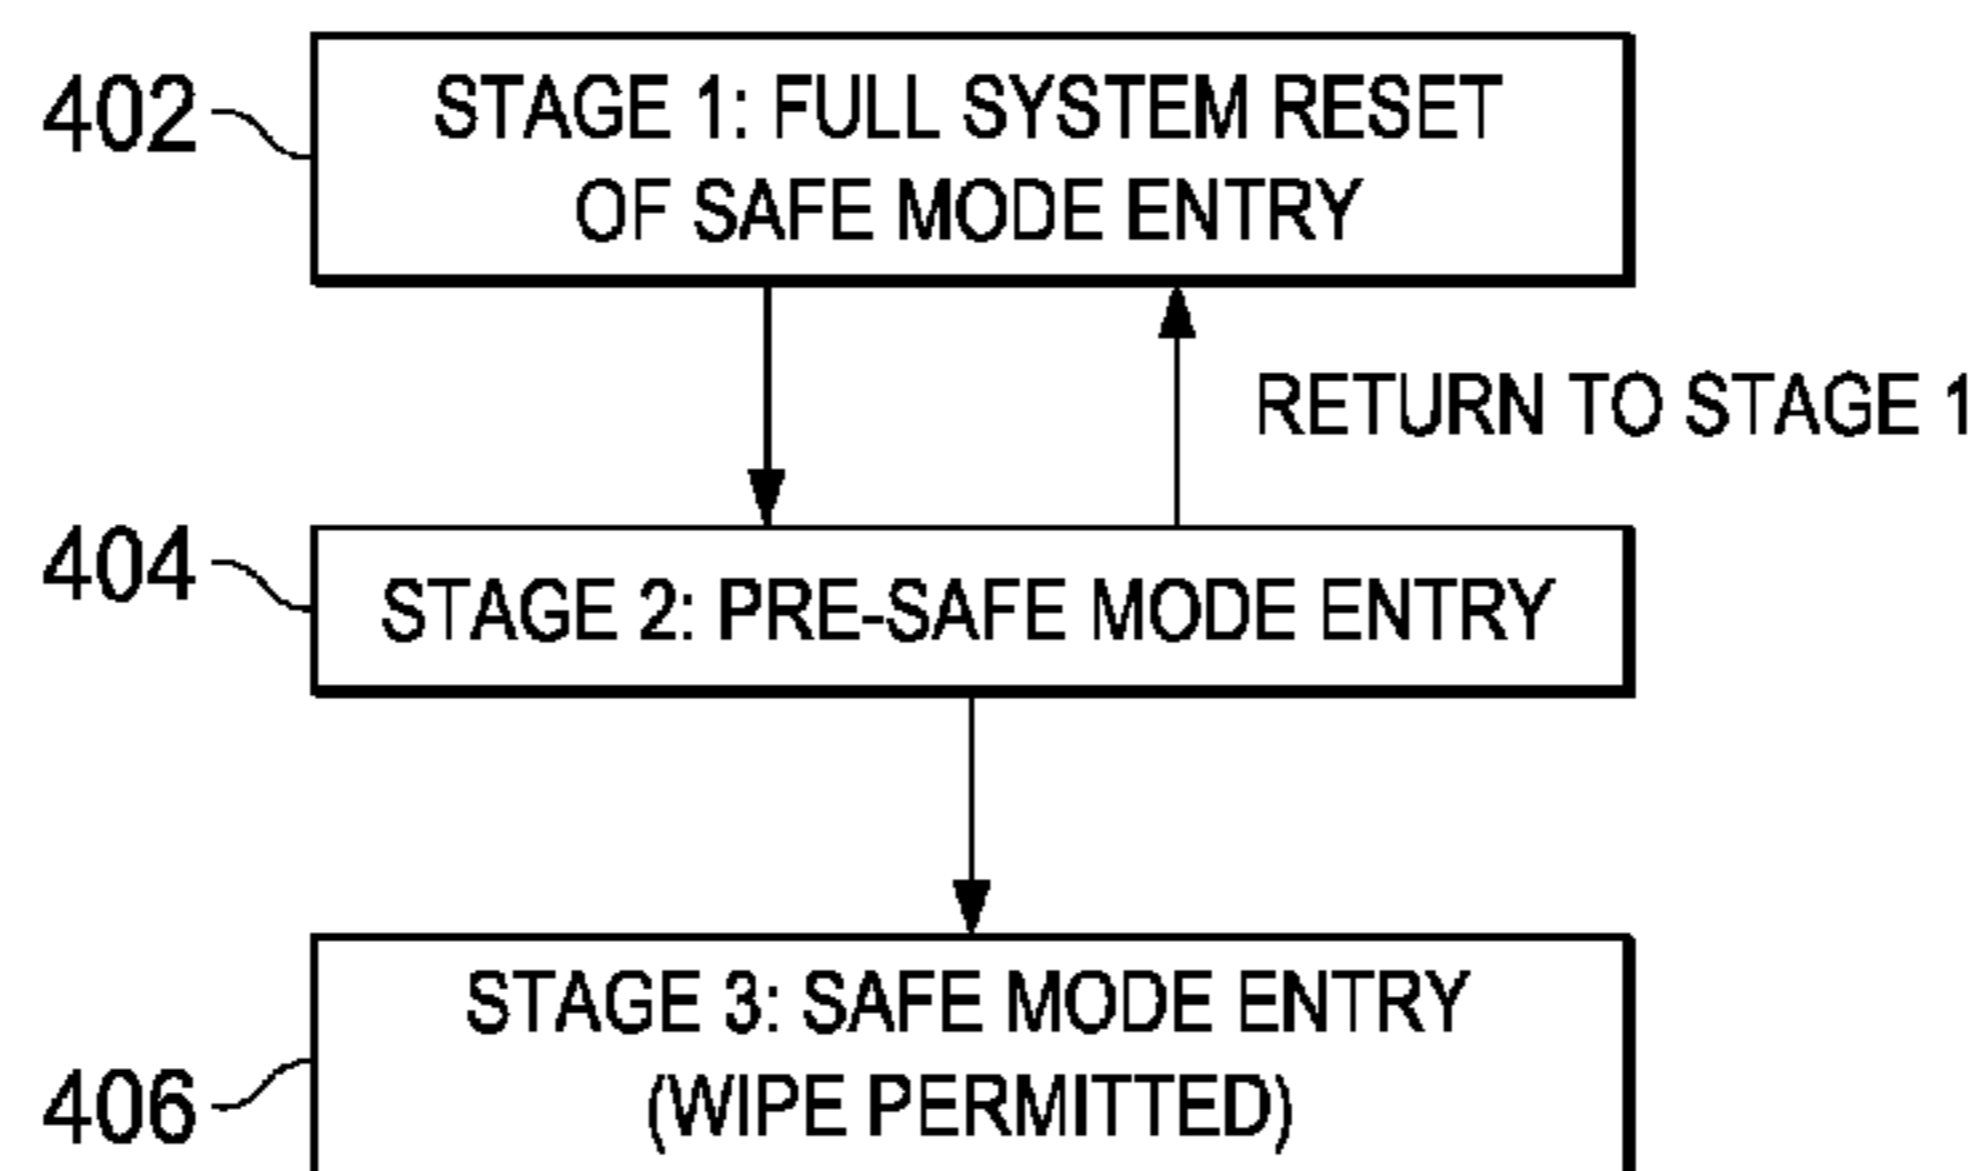 402
STAGE 1: FULL SYSTEM RESET
OF SAFE MODE ENTRY
RETURN TO STAGE 1
404
STAGE 2: PRE-SAFE MODE ENTRY
STAGE 3: SAFE MODE ENTRY
(WIPE PERMITTED)
406